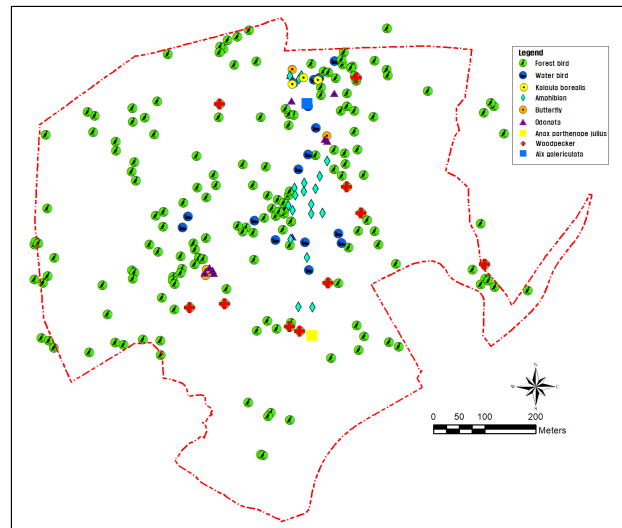 Legend
Forest bird
Water bird
Kaloula borealis
Amphibian
Butterfly
Odonata
Anax parthenope julius
Woodpecker
Aix galericulata
N
W
E
S
0 50 100 200
Meters